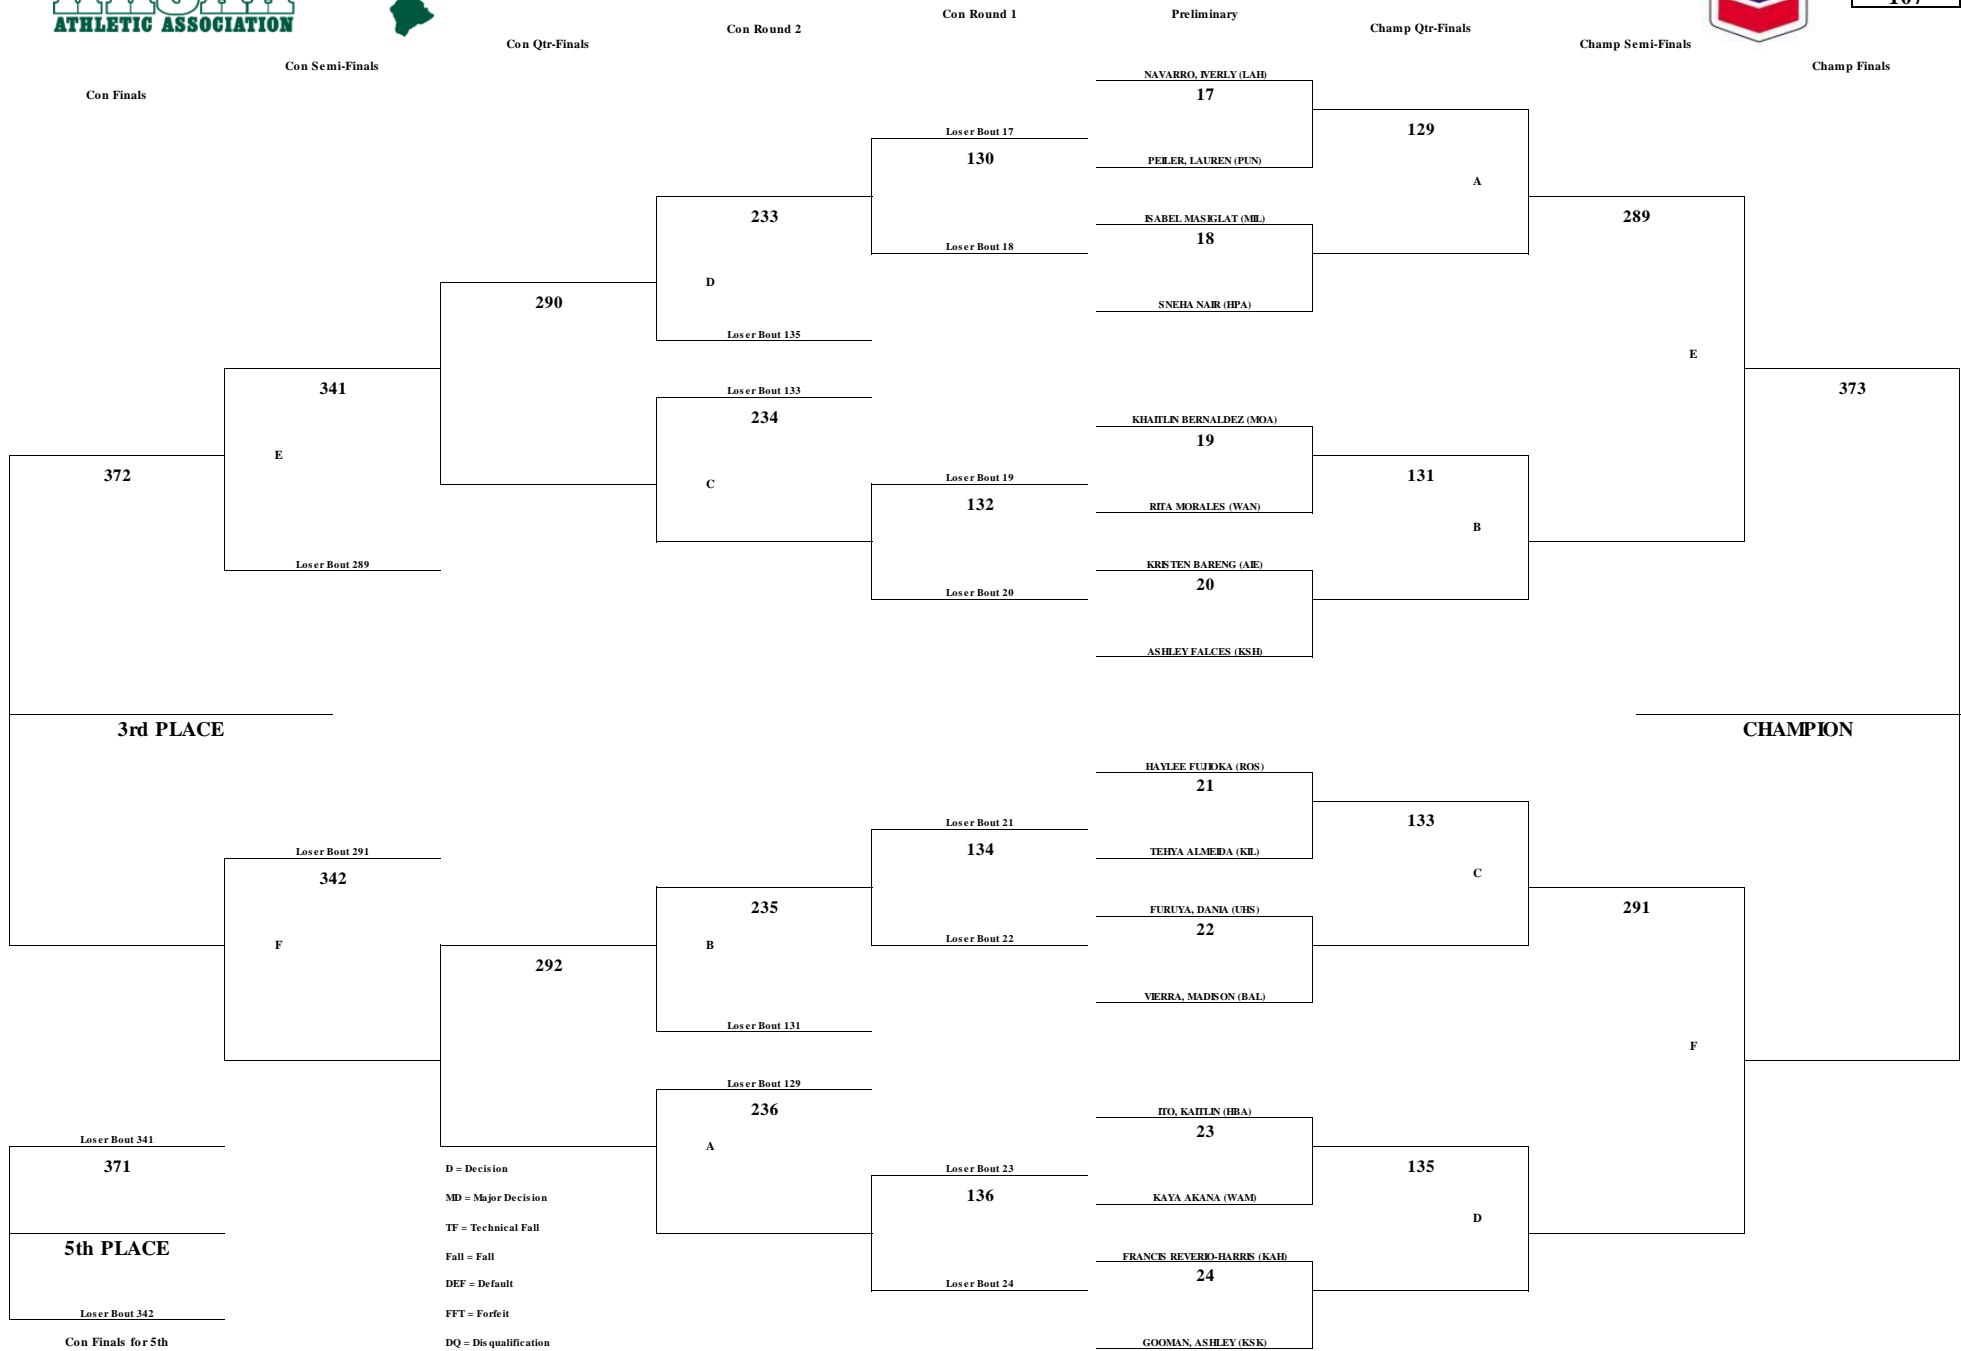 ATHLETIC ASSOCIATION
Con Finals
Con Semi-Finals
Con Qtr-Finals
Con Round 2
Con Round 1
Preliminary
Champ Qtr-Finals
Champ Semi-Finals
Champ Finals
NAVARRO, IVERLY (LAH)
17
PEILER, LAUREN (PUN)
ISABEL MASIGLAT (MIL)
18
SNEHA NAIR (HPA)
KHAITLIN BERNALDEZ (MOA)
19
RITA MORALES (WAN)
KRISTEN BARENG (AIE)
20
ASHLEY FALCES (KSH)
HAYLEE FUJIOKA (ROS)
21
TEHYA ALMEIDA (KIL)
FURUYA, DANIA (UHS)
22
VIERRA, MADISON (BAL)
ITO, KAITLIN (HBA)
23
KAYA AKANA (WAM)
FRANCIS REVERIO-HARRIS (KAH)
24
GOOMAN, ASHLEY (KSK)
129
A
131
B
133
C
135
D
289
E
291
F
373
CHAMPION
Loser Bout 17
130
Loser Bout 18
Loser Bout 19
132
Loser Bout 20
Loser Bout 21
134
Loser Bout 22
Loser Bout 23
136
Loser Bout 24
233
D
Loser Bout 135
Loser Bout 133
234
C
235
B
Loser Bout 131
Loser Bout 129
236
A
290
292
341
E
Loser Bout 289
Loser Bout 291
342
F
372
3rd PLACE
Loser Bout 341
371
5th PLACE
Loser Bout 342
Con Finals for 5th
D = Decision
MD = Major Decision
TF = Technical Fall
Fall = Fall
DEF = Default
FFT = Forfeit
DQ = Disqualification